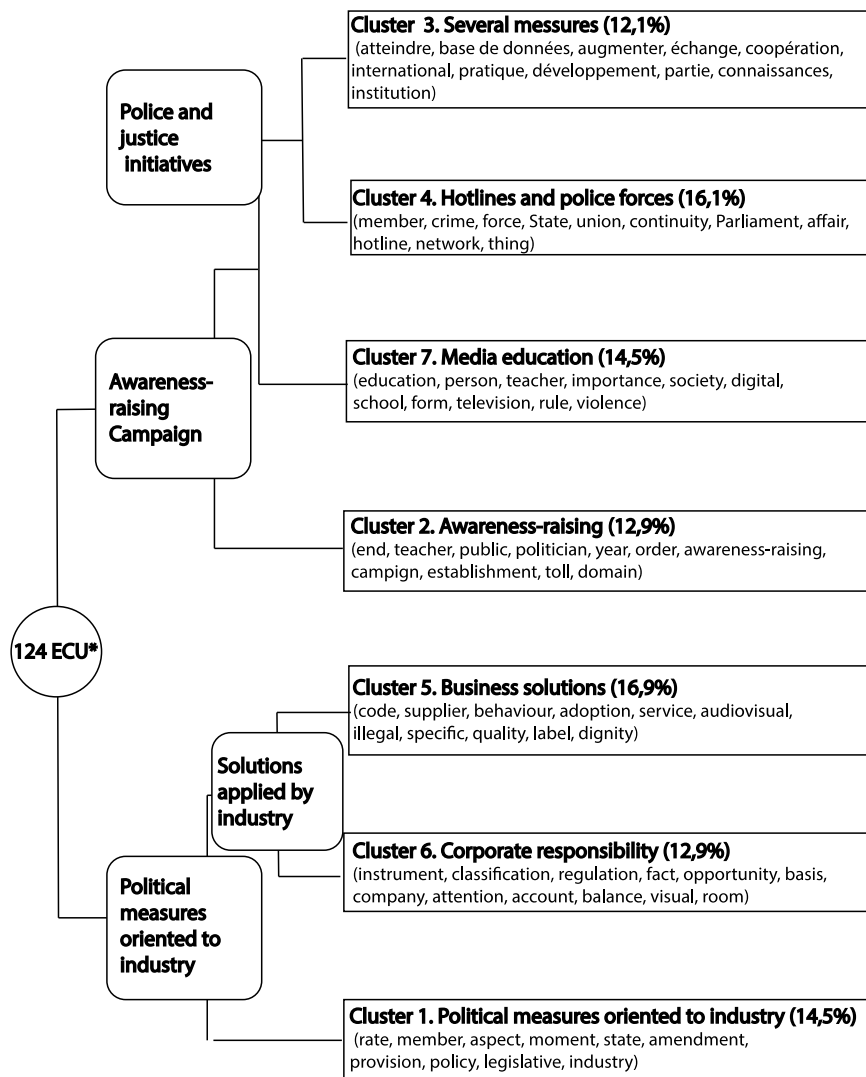 Cluster 3. Several messures (12,1%)
(atteindre, base de données, augmenter, échange, coopération,
international, pratique, développement, partie, connaissances,
institution)
Police and
justice
initiatives
Cluster 4. Hotlines and police forces (16,1%)
(member, crime, force, State, union, continuity, Parliament, affair,
hotline, network, thing)
Cluster 7. Media education (14,5%)
(education, person, teacher, importance, society, digital,
school, form, television, rule, violence)
Awareness-
raising
Campaign
Cluster 2. Awareness-raising (12,9%)
(end, teacher, public, politician, year, order, awareness-raising,
campign, establishment, toll, domain)
124 ECU*
Cluster 5. Business solutions (16,9%)
(code, supplier, behaviour, adoption, service, audiovisual,
illegal, specific, quality, label, dignity)
Solutions
applied by
industry
Cluster 6. Corporate responsibility (12,9%)
(instrument, classification, regulation, fact, opportunity, basis,
company, attention, account, balance, visual, room)
Political
measures
oriented to
industry
Cluster 1. Political measures oriented to industry (14,5%)
(rate, member, aspect, moment, state, amendment,
provision, policy, legislative, industry)